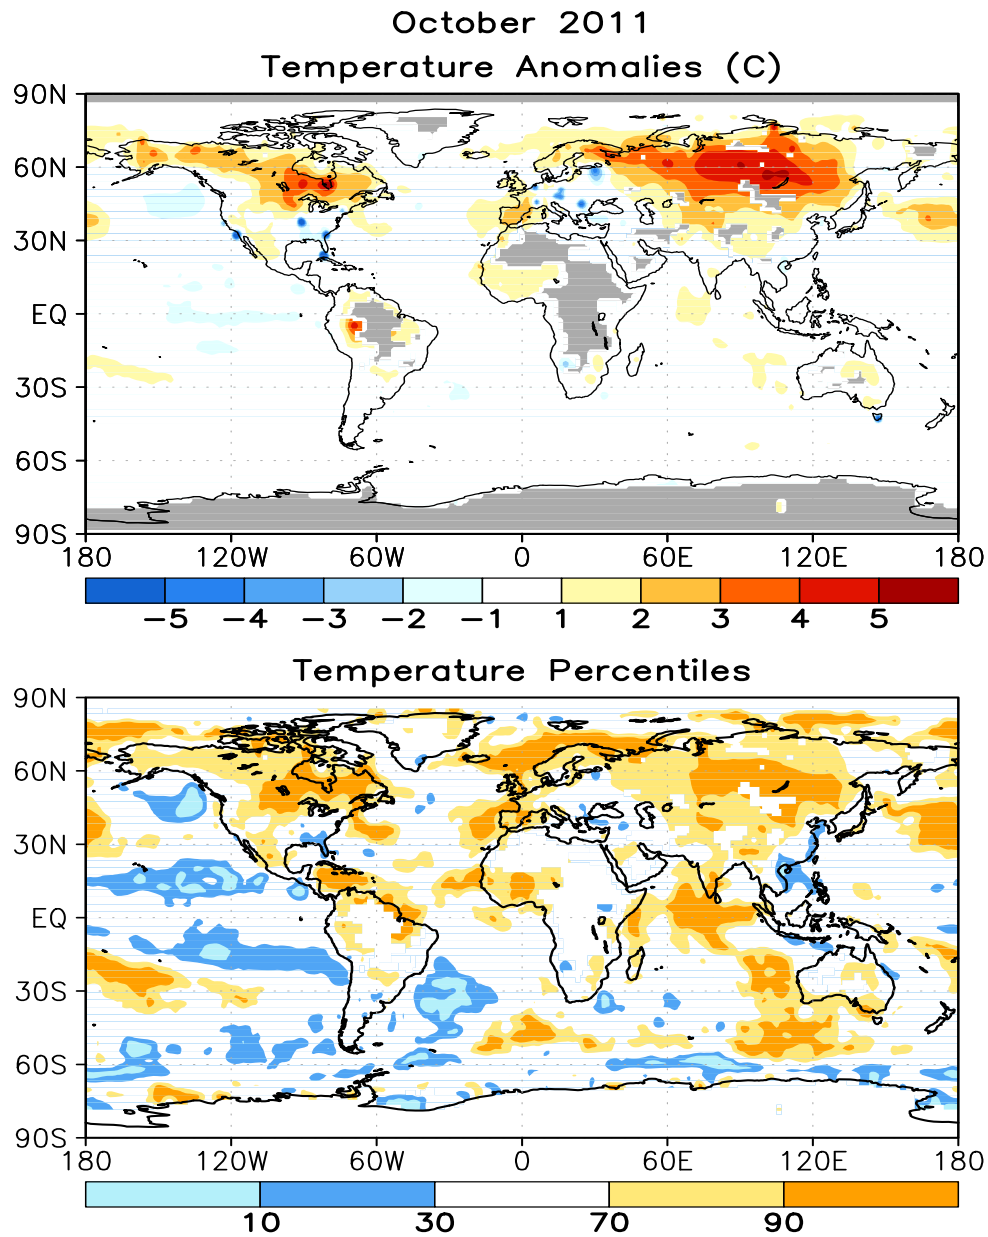 October 2011
Temperature Anomalies (C)
90N
60N
30N
EQ
30S
60S
90S
180 120W 60W 0 60E 120E 180
−5 −4 −3 −2 −1 1 2 3 4 5
Temperature Percentiles
90N
60N
30N
EQ
30S
60S
90S
180 120W 60W 0 60E 120E 180
10 30 70 90